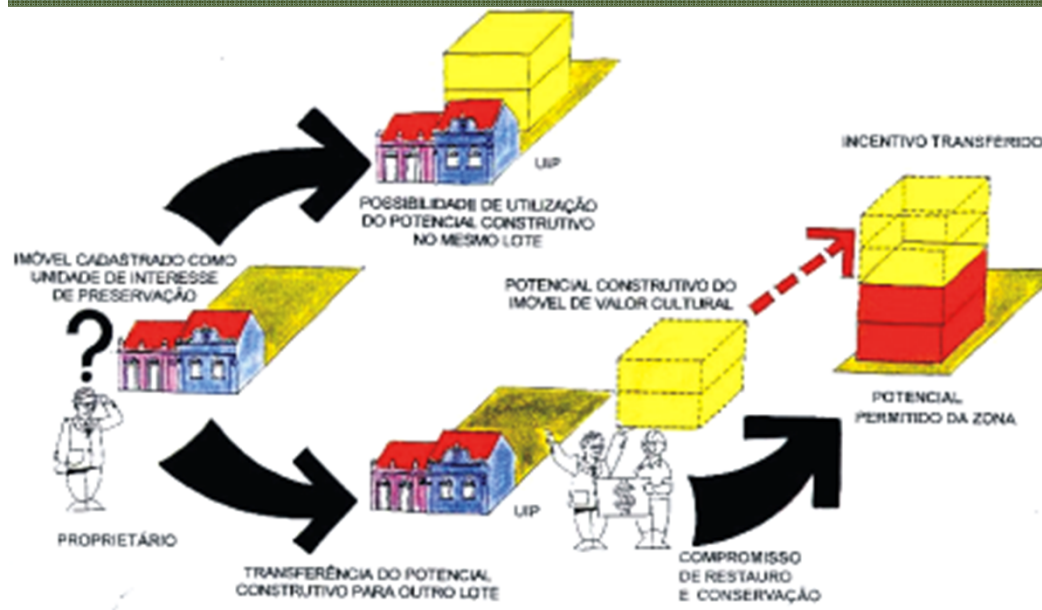 UIP
POSSIBILIDADE DE UTILIZAÇÃO
DO POTENCIAL CONSTRUTIVO
NO MESMO LOTE
INCENTIVO TRANSFERIDO
IMÓVEL CADASTRADO COMO
UNIDADE DE INTERESSE
DE PRESERVAÇÃO
?
POTENCIAL CONSTRUTIVO DO
IMÓVEL DE VALOR CULTURAL
POTENCIAL
PERMITIDO DA ZONA
PROPRIETÁRIO
UIP
TRANSFERÊNCIA DO POTENCIAL
CONSTRUTIVO PARA OUTRO LOTE
COMPROMISSO
DE RESTAURO
E CONSERVAÇÃO